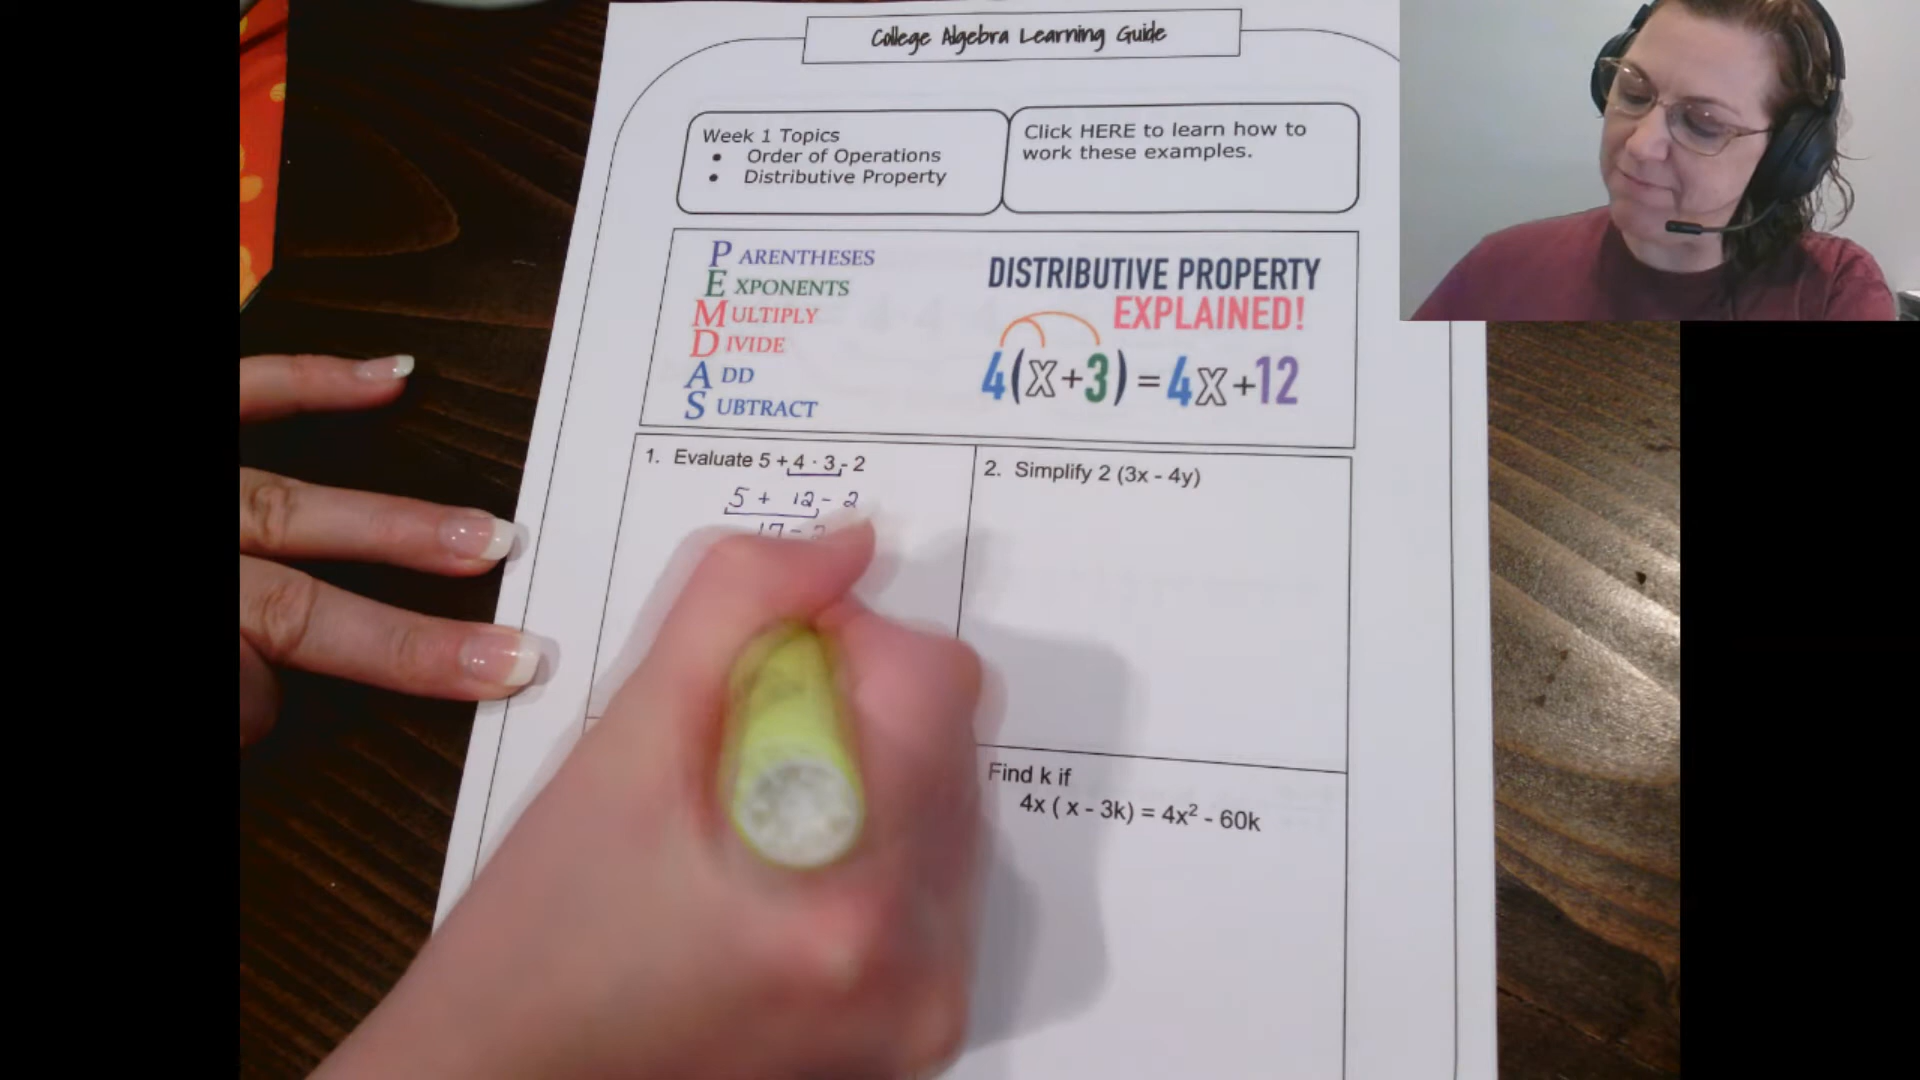 College Algebra Learning Guide
Week 1 Topics
• Order of Operations
• Distributive Property
Click HERE to learn how to
work these examples.
PARENTHESES
EXPONENTS
MULTIPLY
DIVIDE
ADD
SUBTRACT
DISTRIBUTIVE PROPERTY
EXPLAINED!
4(x+3) = 4x+12
1. Evaluate 5 + 4 · 3 - 2
5 + 12 - 2
17 - 2
2. Simplify 2 (3x - 4y)
Find k if
4x ( x - 3k) = 4x² - 60k